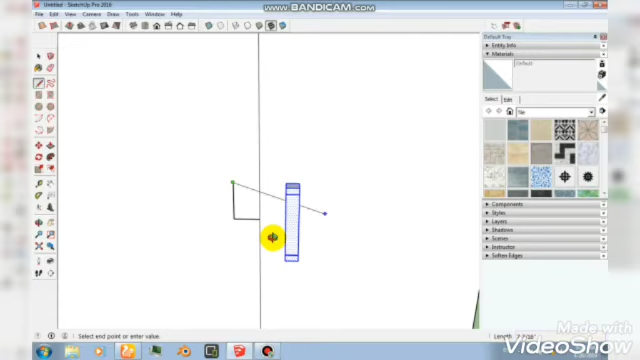 Untitled - SketchUp Pro 2016
www.BANDICAM.com
File Edit View Camera Draw Tools Window Help
Default Tray
Entity Info
Materials
Default
Select Edit
Tile
Components
Styles
Layers
Shadows
Scenes
Instructor
Soften Edges
Select end point or enter value.
Length
Made with
VideoShow